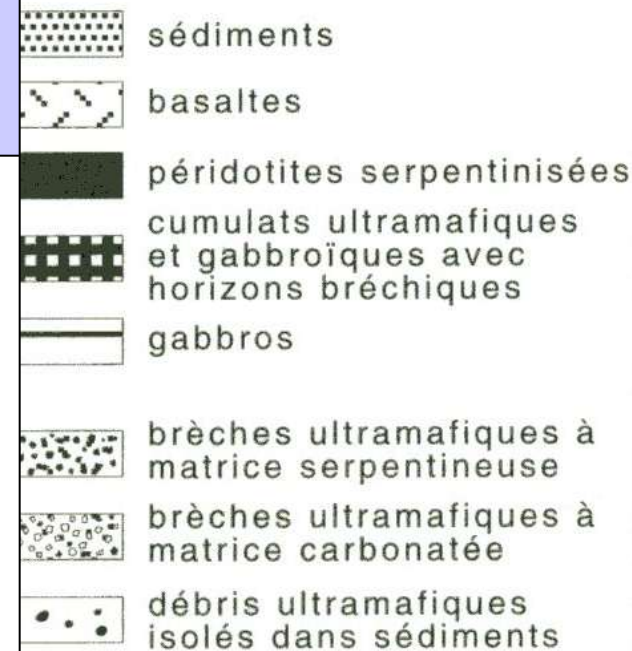 sédiments
basaltes
péridotites serpentinisées
cumulats ultramafiques
et gabbroïques avec
horizons bréchiques
gabbros
brèches ultramafiques à
matrice serpentineuse
brèches ultramafiques à
matrice carbonatée
débris ultramafiques
isolés dans sédiments